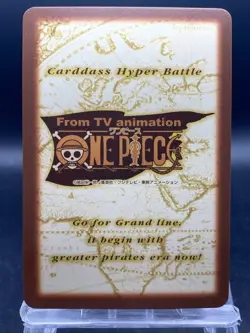 Carddass Hyper Battle
From TV animation
ワンピース
ONE PIECE
Go for Grand line,
it begin with
greater pirates era now!